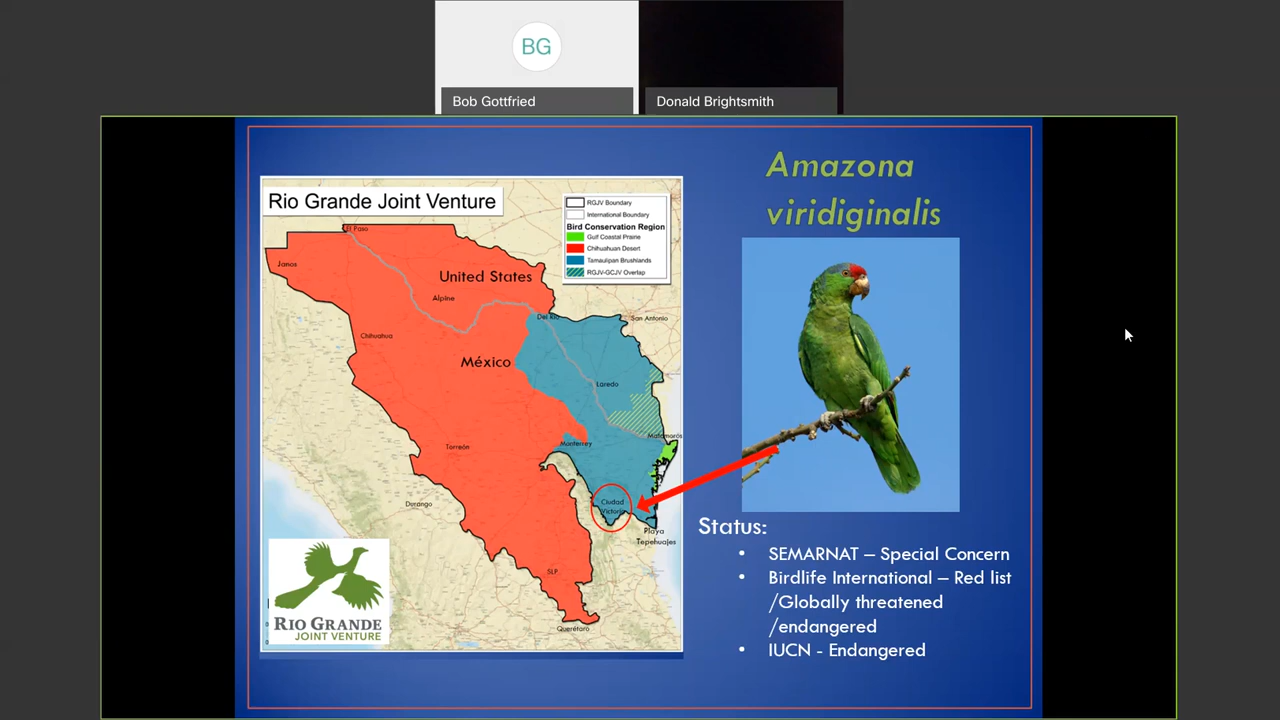 BG
Bob Gottfried
Donald Brightsmith
Amazona
viridiginalis
Rio Grande Joint Venture
RGJV Boundary
International Boundary
Bird Conservation Region
Gulf Coastal Prairie
Chihuahuan Desert
Tamaulipan Brushlands
RGJV-GCJV Overlap
El Paso
Janos
United States
Alpine
Del Rio
San Antonio
Chihuahua
México
Laredo
Matamoros
Monterrey
Torreón
Durango
Ciudad
Victoria
Playa
Tepehuajes
SLP
Querétaro
RIO GRANDE
JOINT VENTURE
Status:
• SEMARNAT – Special Concern
• Birdlife International – Red list
/Globally threatened
/endangered
• IUCN - Endangered